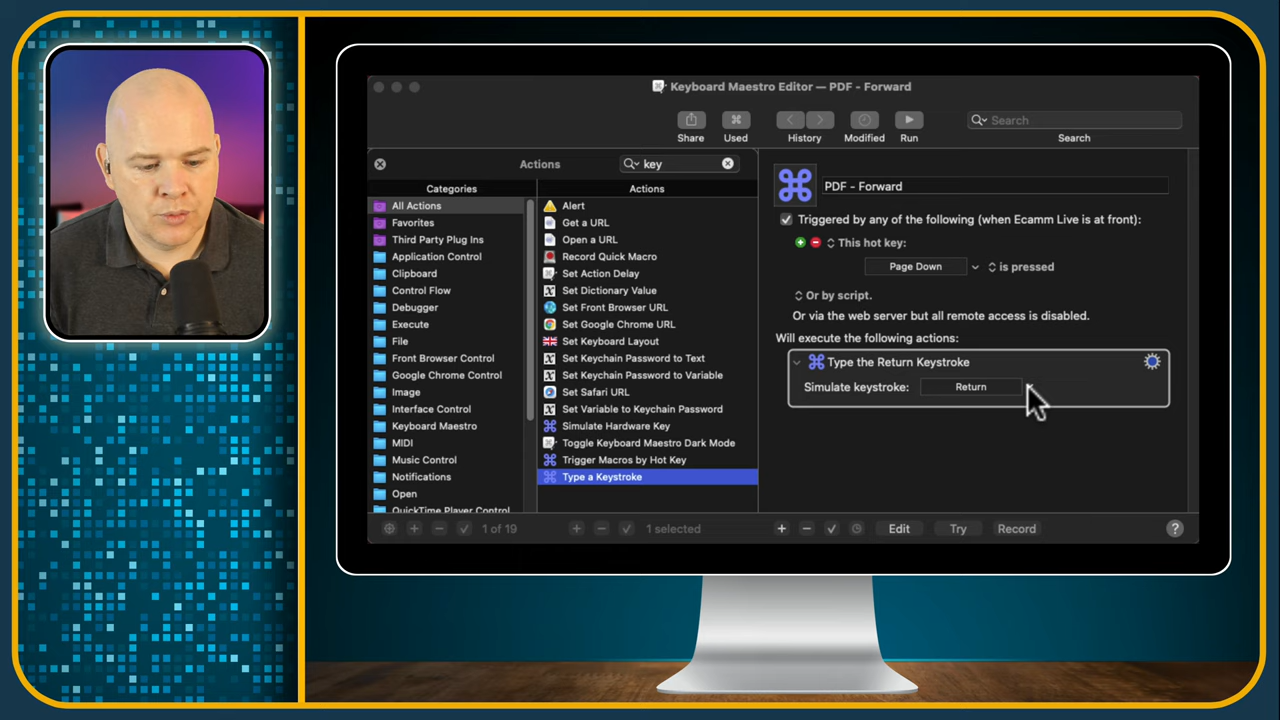 Keyboard Maestro Editor — PDF - Forward
Share
Used
History
Modified
Run
Search
Search
Actions
key
Categories
Actions
All Actions
Favorites
Third Party Plug Ins
Application Control
Clipboard
Control Flow
Debugger
Execute
File
Front Browser Control
Google Chrome Control
Image
Interface Control
Keyboard Maestro
MIDI
Music Control
Notifications
Open
QuickTime Player Control
Alert
Get a URL
Open a URL
Record Quick Macro
Set Action Delay
Set Dictionary Value
Set Front Browser URL
Set Google Chrome URL
Set Keyboard Layout
Set Keychain Password to Text
Set Keychain Password to Variable
Set Safari URL
Set Variable to Keychain Password
Simulate Hardware Key
Toggle Keyboard Maestro Dark Mode
Trigger Macros by Hot Key
Type a Keystroke
PDF - Forward
Triggered by any of the following (when Ecamm Live is at front):
This hot key:
Page Down
is pressed
Or by script.
Or via the web server but all remote access is disabled.
Will execute the following actions:
Type the Return Keystroke
Simulate keystroke: Return
1 of 19
1 selected
Edit
Try
Record
?